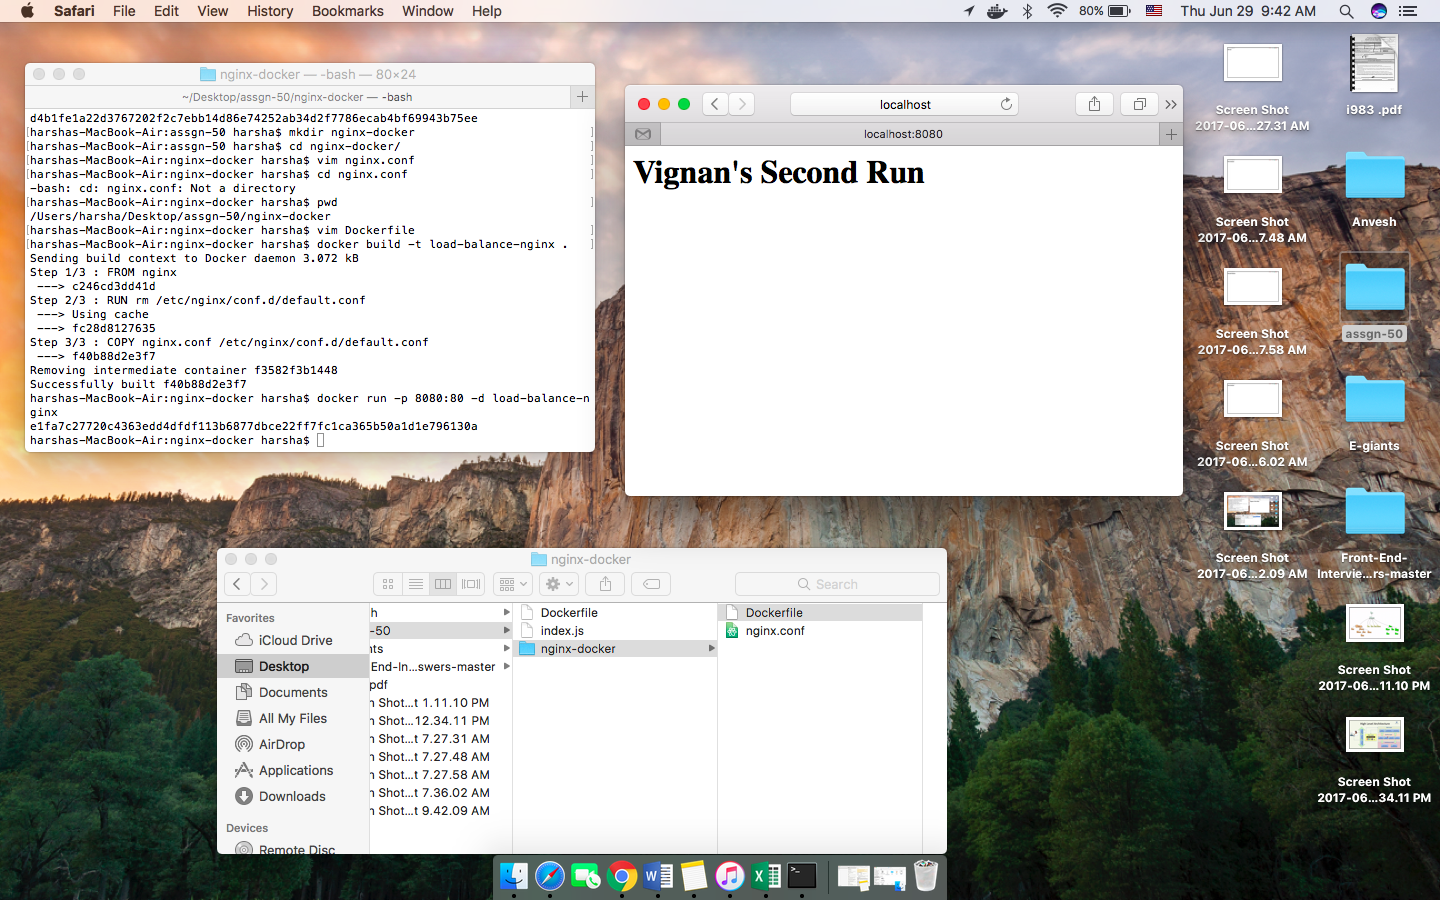 Safari File Edit View History Bookmarks Window Help
80% Thu Jun 29 9:42 AM
nginx-docker — -bash — 80×24
~/Desktop/assgn-50/nginx-docker — -bash
d4b1fe1a22d3767202f2c7ebb14d86e74252ab34d2f7786ecab4bf69943b75ee
[harshas-MacBook-Air:assgn-50 harsha$ mkdir nginx-docker ]
[harshas-MacBook-Air:assgn-50 harsha$ cd nginx-docker/ ]
[harshas-MacBook-Air:nginx-docker harsha$ vim nginx.conf ]
[harshas-MacBook-Air:nginx-docker harsha$ cd nginx.conf ]
-bash: cd: nginx.conf: Not a directory
[harshas-MacBook-Air:nginx-docker harsha$ pwd ]
/Users/harsha/Desktop/assgn-50/nginx-docker
[harshas-MacBook-Air:nginx-docker harsha$ vim Dockerfile ]
[harshas-MacBook-Air:nginx-docker harsha$ docker build -t load-balance-nginx . ]
Sending build context to Docker daemon 3.072 kB
Step 1/3 : FROM nginx
---> c246cd3dd41d
Step 2/3 : RUN rm /etc/nginx/conf.d/default.conf
---> Using cache
---> fc28d8127635
Step 3/3 : COPY nginx.conf /etc/nginx/conf.d/default.conf
---> f40b88d2e3f7
Removing intermediate container f3582f3b1448
Successfully built f40b88d2e3f7
harshas-MacBook-Air:nginx-docker harsha$ docker run -p 8080:80 -d load-balance-n
ginx
e1fa7c27720c4363edd4dfdf113b6877dbce22ff7fc1ca365b50a1d1e796130a
harshas-MacBook-Air:nginx-docker harsha$
localhost
localhost:8080
Vignan's Second Run
Screen Shot
2017-06...27.31 AM
i983 .pdf
Screen Shot
2017-06...7.48 AM
Anvesh
Screen Shot
2017-06...7.58 AM
assgn-50
Screen Shot
2017-06...6.02 AM
E-giants
Screen Shot
2017-06...2.09 AM
Front-End-
Intervie...rs-master
Screen Shot
2017-06...11.10 PM
Screen Shot
2017-06...34.11 PM
nginx-docker
Search
Favorites
iCloud Drive
Desktop
Documents
All My Files
AirDrop
Applications
Downloads
Devices
Remote Disc
h
-50
nts
End-In...swers-master
pdf
n Shot...t 1.11.10 PM
n Shot...12.34.11 PM
n Shot...t 7.27.31 AM
n Shot...t 7.27.48 AM
n Shot...t 7.27.58 AM
n Shot...t 7.36.02 AM
n Shot...t 9.42.09 AM
Dockerfile
index.js
nginx-docker
Dockerfile
nginx.conf